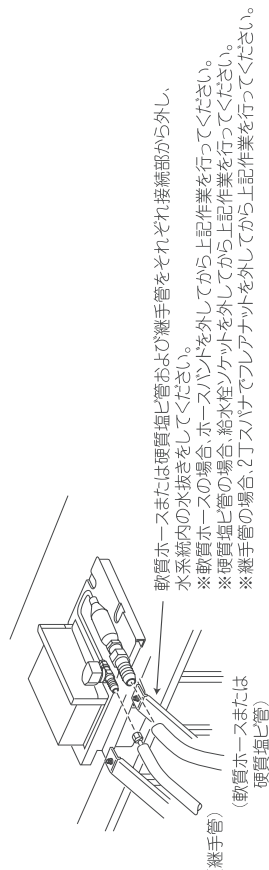 軟質ホースまたは硬質塩ビ管および継手管をそれぞれ接続部から外し、
水系統内の水抜きをしてください。
※軟質ホースの場合、ホースバンドを外してから上記作業を行ってください。
※硬質塩ビ管の場合、給水栓ソケットを外してから上記作業を行ってください。
※継手管の場合、2丁スパナでフレアナットを外してから上記作業を行ってください。
(軟質ホースまたは
硬質塩ビ管)
継手管)